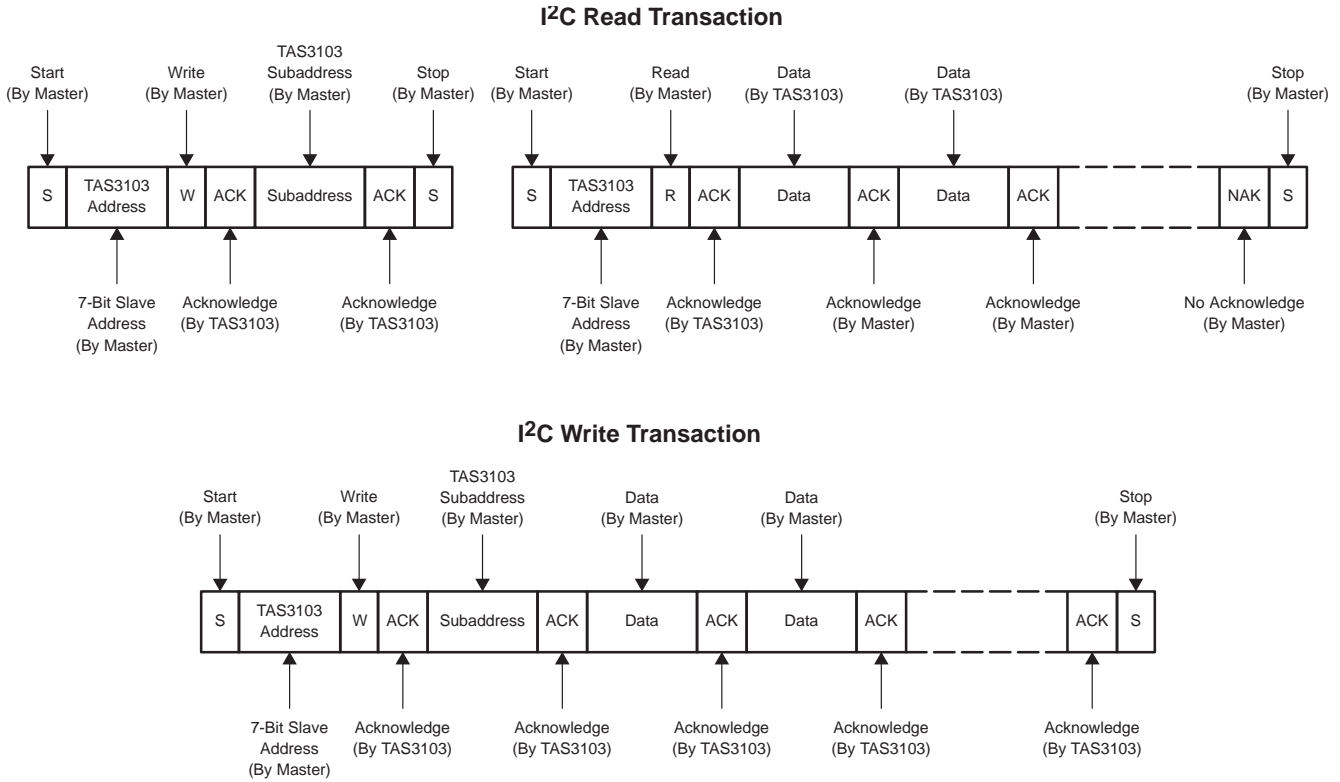 I2C Read Transaction
Start
(By Master)
Write
(By Master)
TAS3103
Subaddress
(By Master)
Stop
(By Master)
Start
(By Master)
Read
(By Master)
Data
(By TAS3103)
Data
(By TAS3103)
Stop
(By Master)
S
TAS3103
Address
W
ACK
Subaddress
ACK
S
S
TAS3103
Address
R
ACK
Data
ACK
Data
ACK
NAK
S
7-Bit Slave
Address
(By Master)
Acknowledge
(By TAS3103)
Acknowledge
(By TAS3103)
7-Bit Slave
Address
(By Master)
Acknowledge
(By TAS3103)
Acknowledge
(By Master)
Acknowledge
(By Master)
No Acknowledge
(By Master)
I2C Write Transaction
Start
(By Master)
Write
(By Master)
TAS3103
Subaddress
(By Master)
Data
(By Master)
Data
(By Master)
Stop
(By Master)
S
TAS3103
Address
W
ACK
Subaddress
ACK
Data
ACK
Data
ACK
ACK
S
7-Bit Slave
Address
(By Master)
Acknowledge
(By TAS3103)
Acknowledge
(By TAS3103)
Acknowledge
(By TAS3103)
Acknowledge
(By TAS3103)
Acknowledge
(By TAS3103)